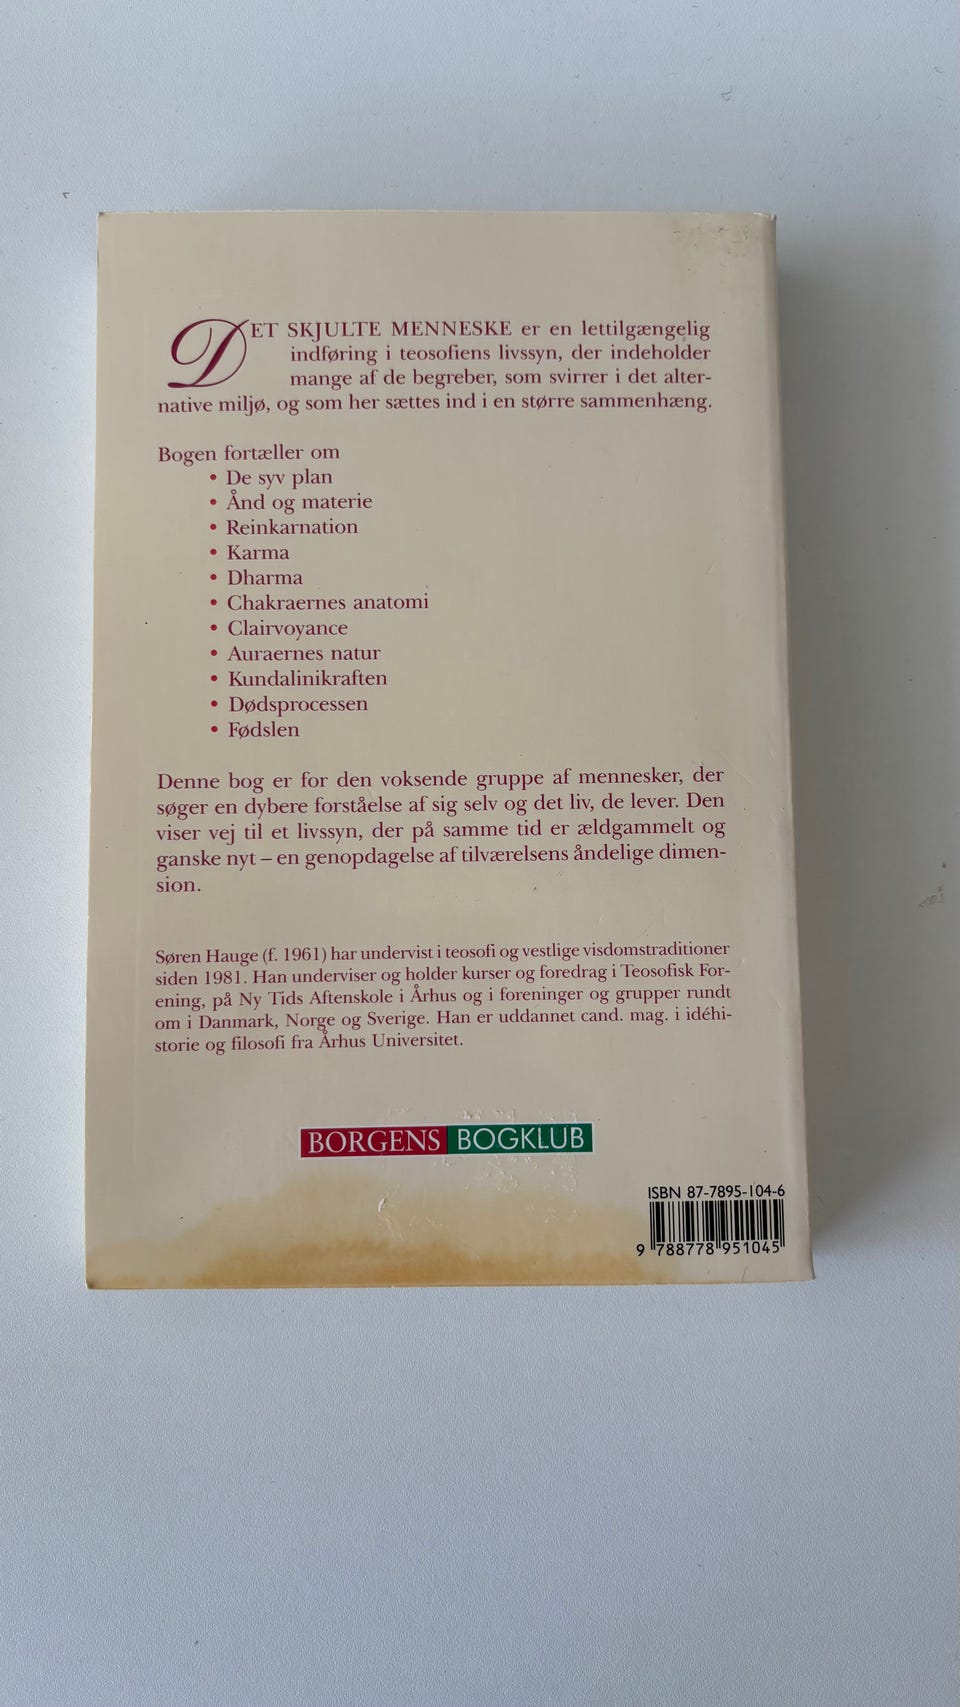 DET SKJULTE MENNESKE er en lettilgængelig
indføring i teosofiens livssyn, der indeholder
mange af de begreber, som svirrer i det alter-
native miljø, og som her sættes ind i en større sammenhæng.
Bogen fortæller om
• De syv plan
• Ånd og materie
• Reinkarnation
• Karma
• Dharma
• Chakraernes anatomi
• Clairvoyance
• Auraernes natur
• Kundalinikraften
• Dødsprocessen
• Fødslen
Denne bog er for den voksende gruppe af mennesker, der
søger en dybere forståelse af sig selv og det liv, de lever. Den
viser vej til et livssyn, der på samme tid er ældgammelt og
ganske nyt – en genopdagelse af tilværelsens åndelige dimen-
sion.
Søren Hauge (f. 1961) har undervist i teosofi og vestlige visdomstraditioner
siden 1981. Han underviser og holder kurser og foredrag i Teosofisk For-
ening, på Ny Tids Aftenskole i Århus og i foreninger og grupper rundt
om i Danmark, Norge og Sverige. Han er uddannet cand. mag. i idéhi-
storie og filosofi fra Århus Universitet.
BORGENS BOGKLUB
ISBN 87-7895-104-6
9 788778 951045